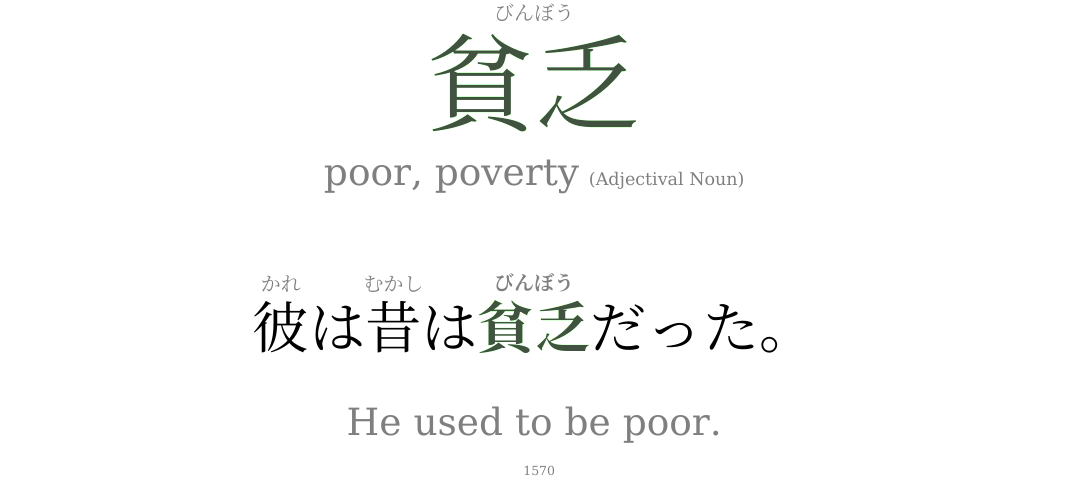 びんぼう
貧乏
poor, poverty (Adjectival Noun)
かれ むかし びんぼう
彼は昔は貧乏だった。
He used to be poor.
1570